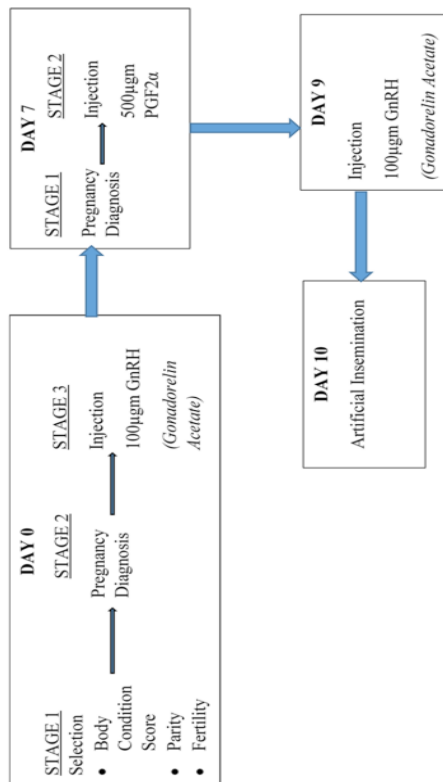 DAY 0
STAGE 1
Selection
• Body
Condition
Score
• Parity
• Fertility
STAGE 2
Pregnancy
Diagnosis
STAGE 3
Injection
100μgm GnRH
(Gonadorelin
Acetate)
DAY 7
STAGE 1
Pregnancy
Diagnosis
STAGE 2
Injection
500μgm
PGF2α
DAY 9
Injection
100μgm GnRH
(Gonadorelin Acetate)
DAY 10
Artificial Insemination